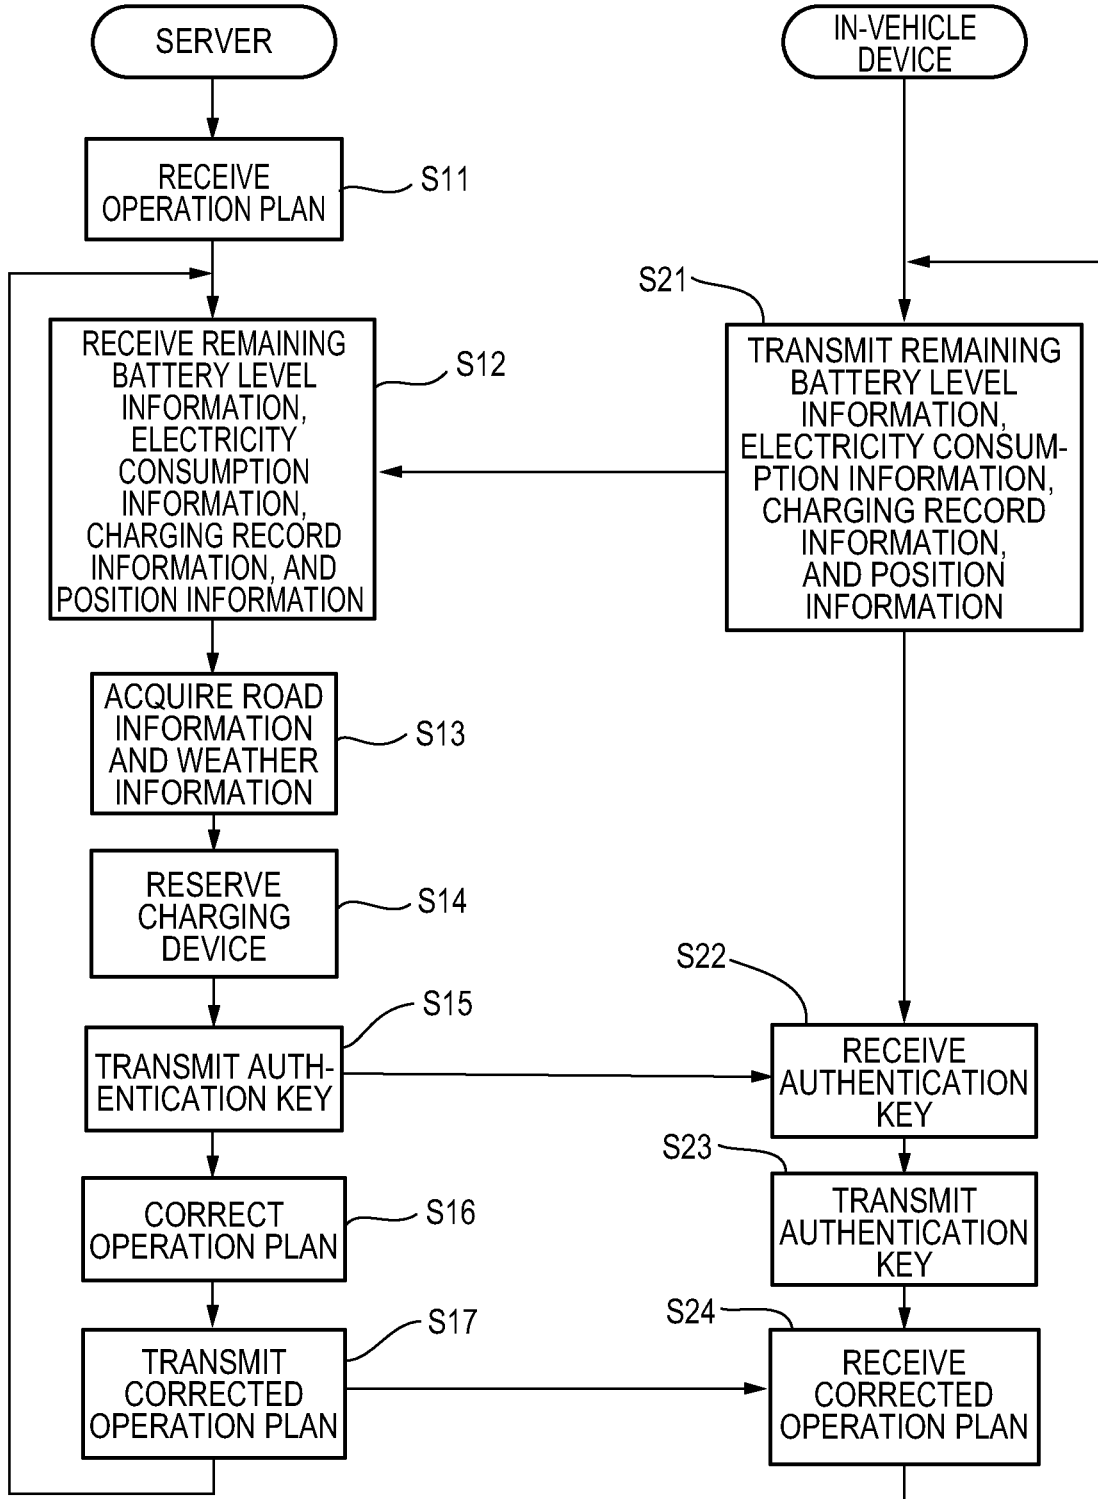 SERVER
IN-VEHICLE
DEVICE
RECEIVE
OPERATION PLAN
S11
S21
RECEIVE REMAINING
BATTERY LEVEL
INFORMATION,
ELECTRICITY
CONSUMPTION
INFORMATION,
CHARGING RECORD
INFORMATION, AND
POSITION INFORMATION
S12
TRANSMIT REMAINING
BATTERY LEVEL
INFORMATION,
ELECTRICITY CONSUM-
PTION INFORMATION,
CHARGING RECORD
INFORMATION,
AND POSITION
INFORMATION
ACQUIRE ROAD
INFORMATION
AND WEATHER
INFORMATION
S13
RESERVE
CHARGING
DEVICE
S14
S15
TRANSMIT AUTH-
ENTICATION KEY
S22
RECEIVE
AUTHENTICATION
KEY
CORRECT
OPERATION PLAN
S16
S23
TRANSMIT
AUTHENTICATION
KEY
TRANSMIT
CORRECTED
OPERATION PLAN
S17
S24
RECEIVE
CORRECTED
OPERATION PLAN